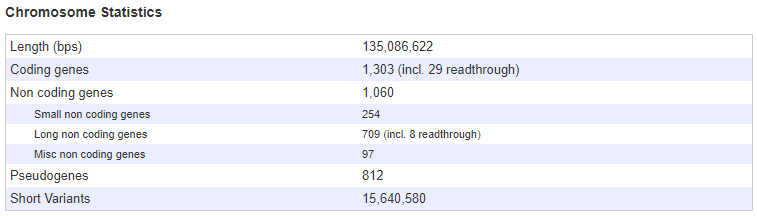 Chromosome Statistics
Length (bps) 135,086,622
Coding genes 1,303 (incl. 29 readthrough)
Non coding genes 1,060
Small non coding genes 254
Long non coding genes 709 (incl. 8 readthrough)
Misc non coding genes 97
Pseudogenes 812
Short Variants 15,640,580